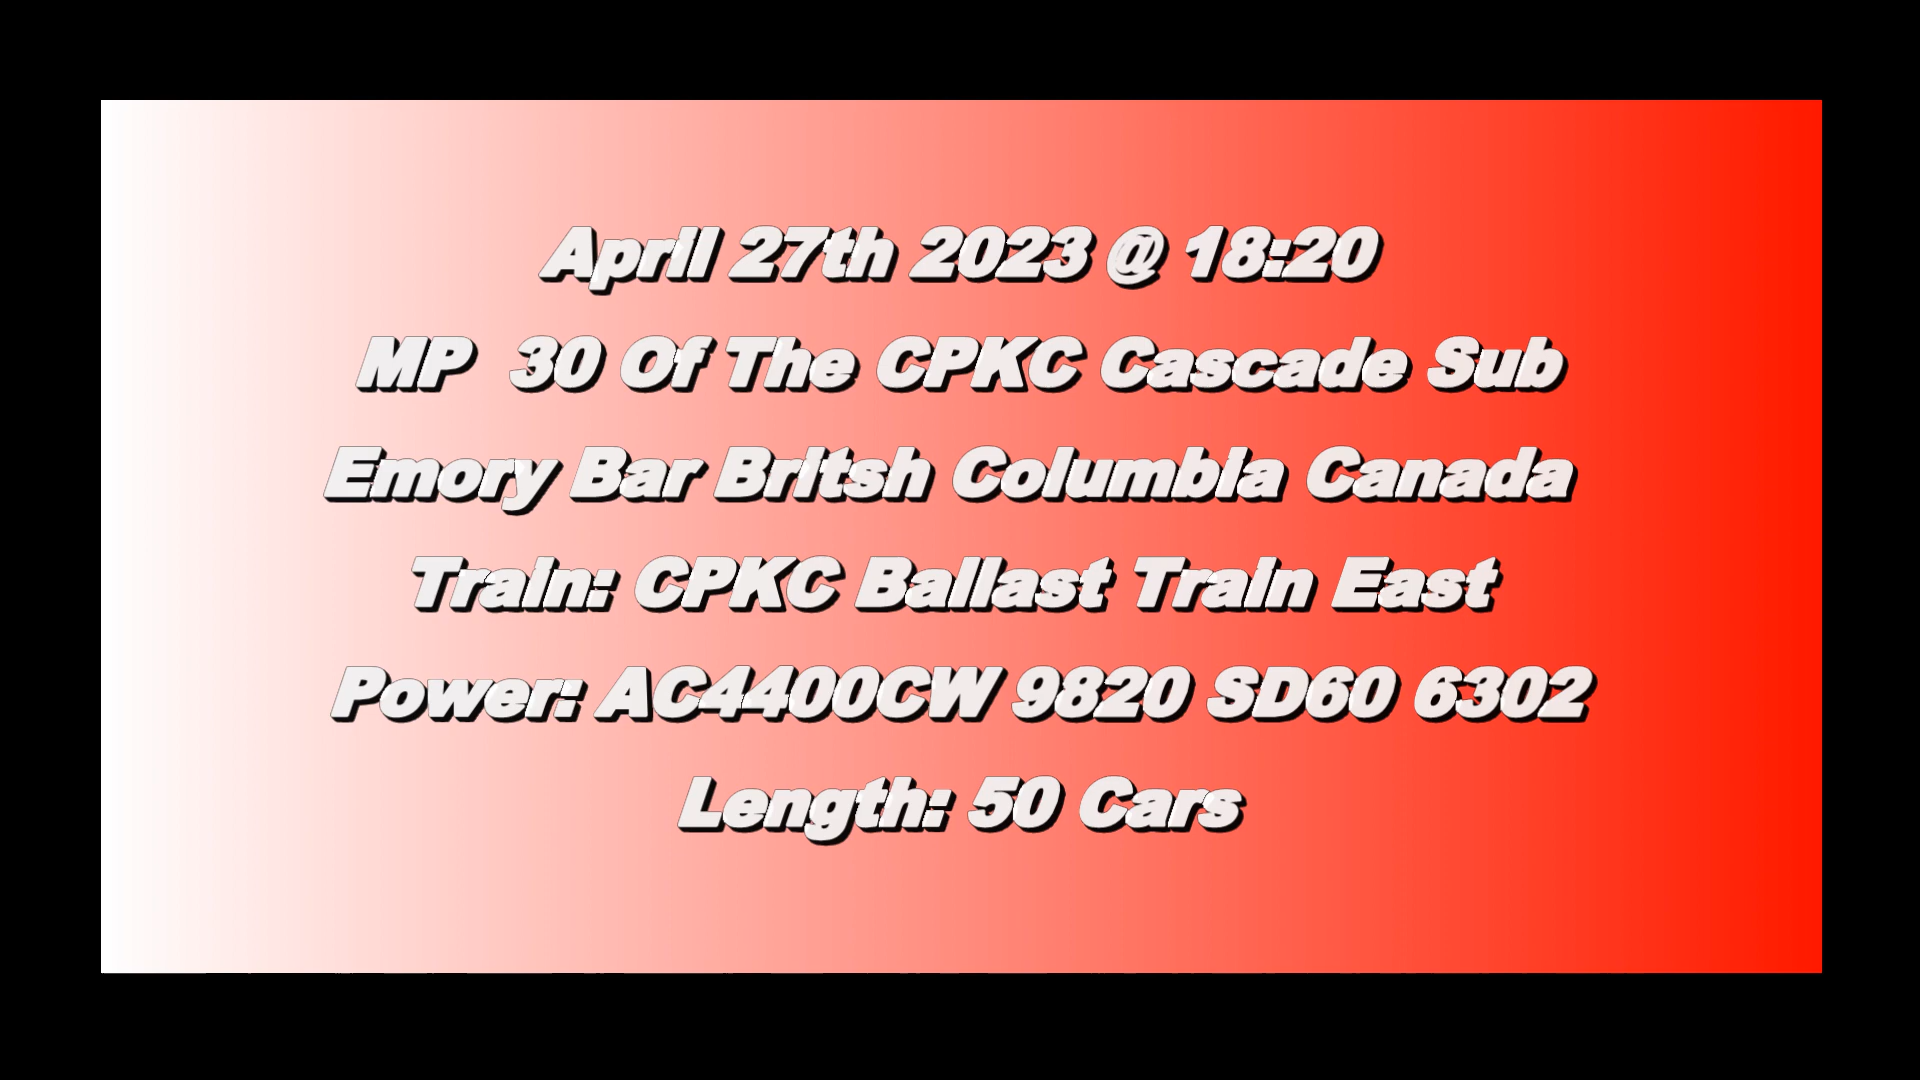 April 27th 2023 @ 18:20
MP  30 Of The CPKC Cascade Sub
Emory Bar Britsh Columbia Canada
Train: CPKC Ballast Train East
Power: AC4400CW 9820 SD60 6302
Length: 50 Cars